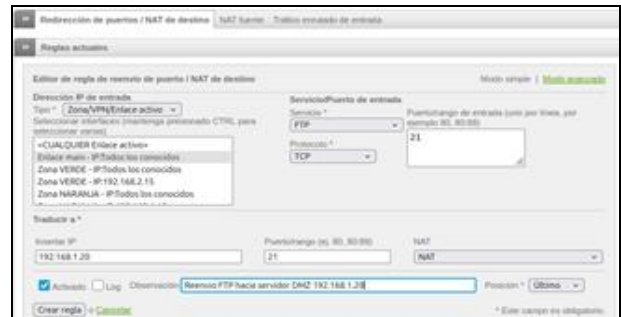 Redirección de puertos / NAT de destino NAT fuente Tráfico enrutado de entrada
Reglas actuales
Editor de regla de reenvío de puerto / NAT de destino Modo simple | Modo avanzado
Dirección IP de entrada
Tipo * Zona/VPN/Enlace activo
Seleccionar interfaces (mantenga presionado CTRL para seleccionar varias)
<CUALQUIER Enlace activo>
Enlace main - IP:Todos los conocidos
Zona VERDE - IP:Todos los conocidos
Zona VERDE - IP:192.168.2.15
Zona NARANJA - IP:Todos los conocidos
Servicio/Puerto de entrada
Servicio *
FTP
Protocolo *
TCP
Puerto/rango de entrada (uno por línea, por ejemplo 80, 80:88)
21
Traducir a *
Insertar IP
192.168.1.20
Puerto/rango (ej. 80, 80:88)
21
NAT
NAT
Activado Log Observación Reenvio FTP hacia servidor DMZ 192.168.1.20 Posición * Último
Crear regla o Cancelar * Este campo es obligatorio